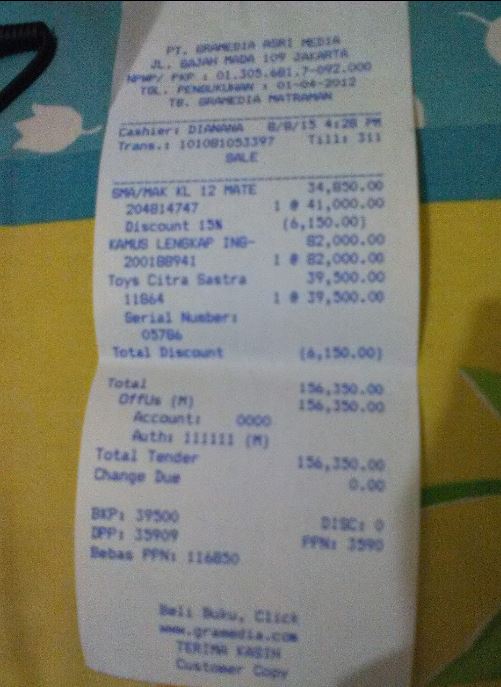 PT. GRAMEDIA ASRI MEDIA
JL. GAJAH MADA 109 JAKARTA
NPWP/ PKP : 01.305.681.7-092.000
TGL. PENGUKUHAN : 01-04-2012
TB. GRAMEDIA MATRAMAN
Cashier: DIANANA 8/8/15 4:28 PM
Trans.: 101081053397 Till: 311
SALE
SMA/MAK KL 12 MATE 34,850.00
204814747 1 @ 41,000.00
Discount 15% (6,150.00)
KAMUS LENGKAP ING- 82,000.00
200188941 1 @ 82,000.00
Toys Citra Sastra 39,500.00
11864 1 @ 39,500.00
Serial Number:
05786
Total Discount (6,150.00)
Total 156,350.00
OffUs (M) 156,350.00
Account: 0000
Auth: 111111 (M)
Total Tender 156,350.00
Change Due 0.00
BKP: 39500 DISC: 0
DPP: 35909 PPN: 3590
Bebas PPN: 116850
Beli Buku, Click
www.gramedia.com
TERIMA KASIH
Customer Copy